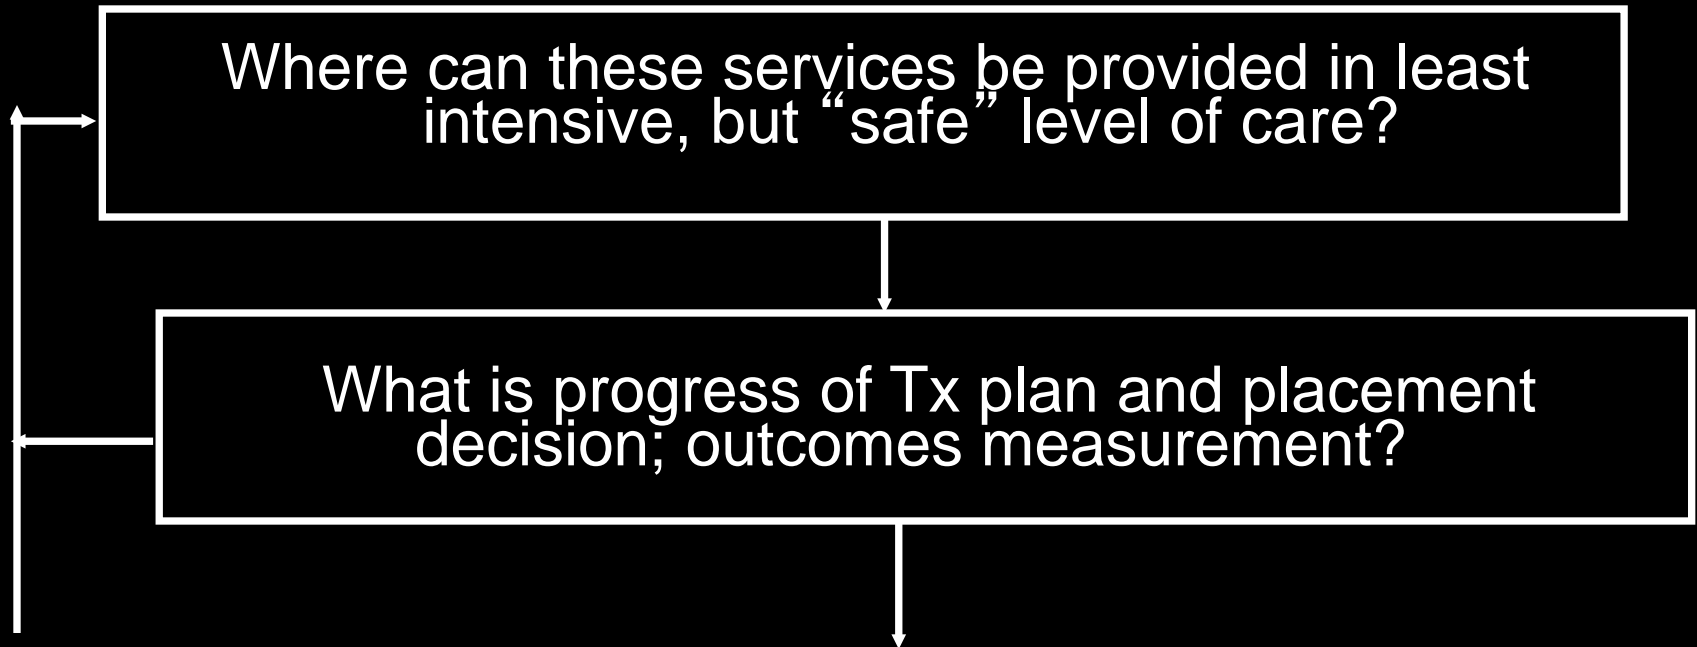 Where can these services be provided in least
intensive, but “safe” level of care?
What is progress of Tx plan and placement
decision; outcomes measurement?